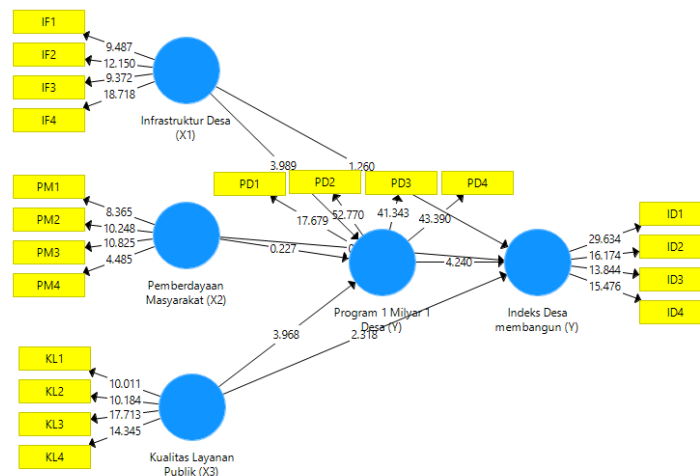 IF1
IF2
IF3
IF4
9.487
12.150
9.372
18.718
Infrastruktur Desa
(X1)
3.989
1.260
PD1
PD2
PD3
PD4
17.679
52.770
41.343
43.390
PM1
PM2
PM3
PM4
8.365
10.248
10.825
4.485
Pemberdayaan
Masyarakat (X2)
0.227
4.240
Program 1 Milyar 1
Desa (Y)
Indeks Desa
membangun (Y)
ID1
ID2
ID3
ID4
29.634
16.174
13.844
15.476
3.968
2.318
KL1
KL2
KL3
KL4
10.011
10.184
17.713
14.345
Kualitas Layanan
Publik (X3)